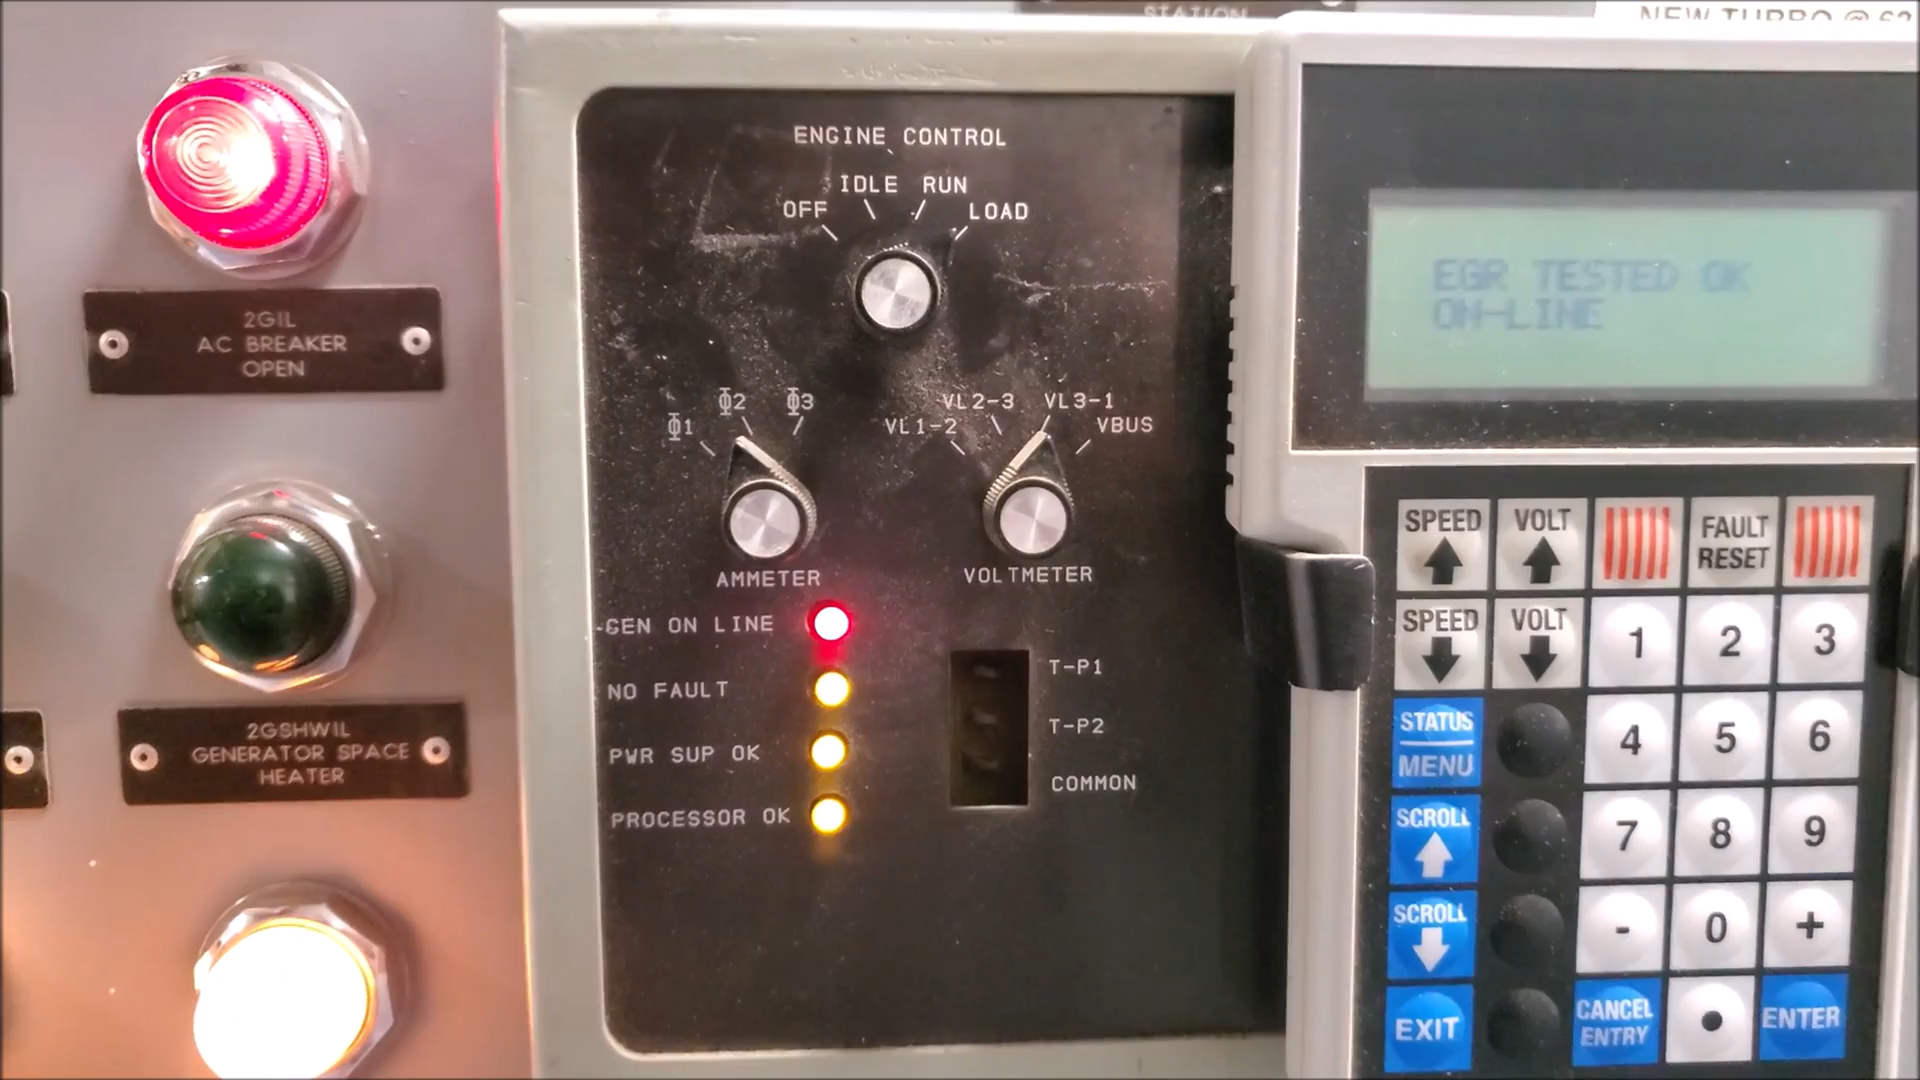 STATION
NEW TURBO @ 62
2GIL
AC BREAKER
OPEN
2GSHWIL
GENERATOR SPACE
HEATER
ENGINE CONTROL
OFF IDLE RUN LOAD
Φ1 Φ2 Φ3
AMMETER
VL1-2 VL2-3 VL3-1 VBUS
VOLTMETER
GEN ON LINE
NO FAULT
PWR SUP OK
PROCESSOR OK
T-P1
T-P2
COMMON
EGR TESTED OK
ON-LINE
SPEED VOLT FAULT RESET
SPEED VOLT 1 2 3
STATUS MENU 4 5 6
SCROLL 7 8 9
SCROLL - 0 +
EXIT CANCEL ENTRY . ENTER